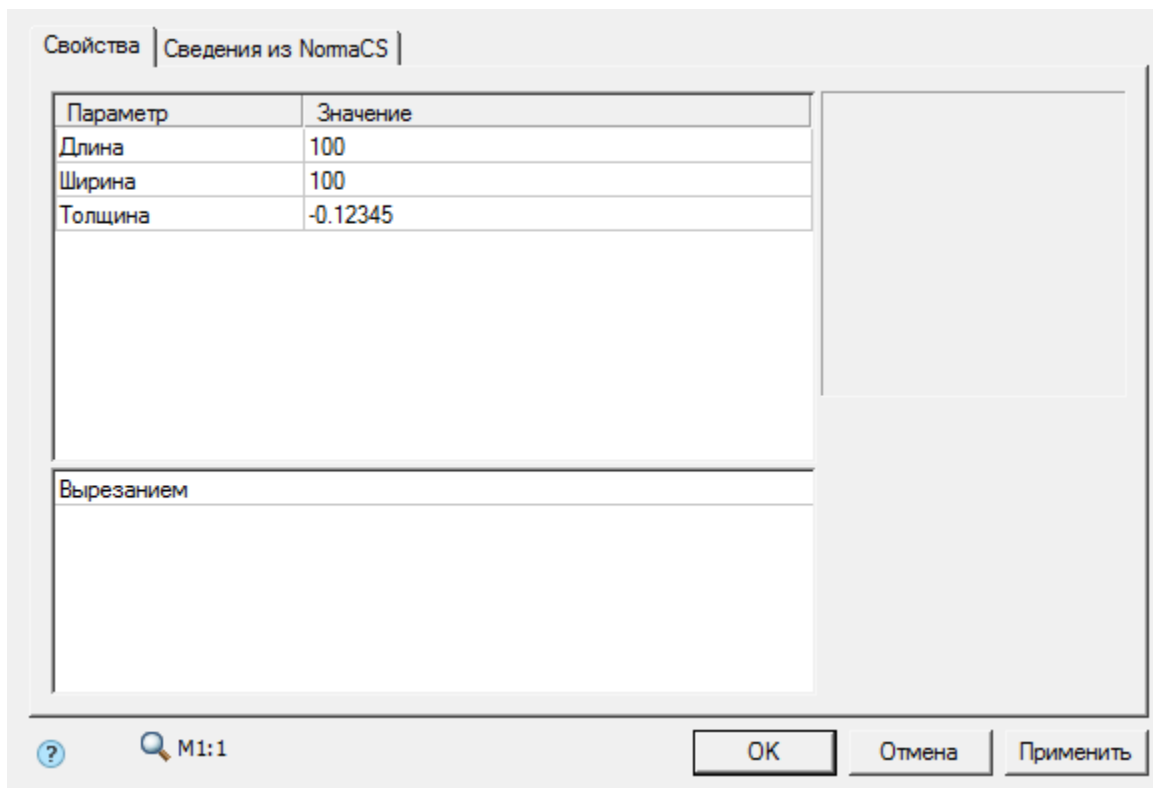 Свойства Сведения из NormaCS
Параметр Значение
Длина 100
Ширина 100
Толщина -0.12345
Вырезанием
? M1:1 OK Отмена Применить